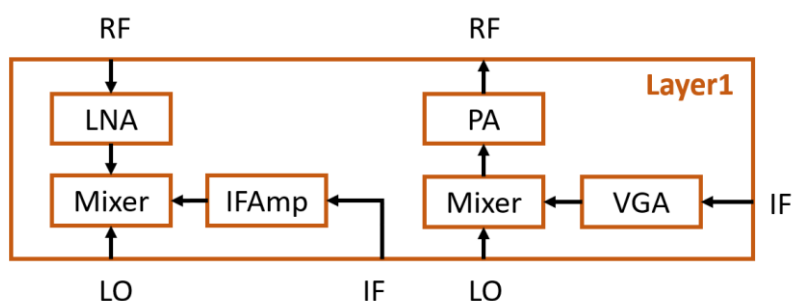 RF RF
Layer1
LNA PA
Mixer IFAmp Mixer VGA IF
LO IF LO